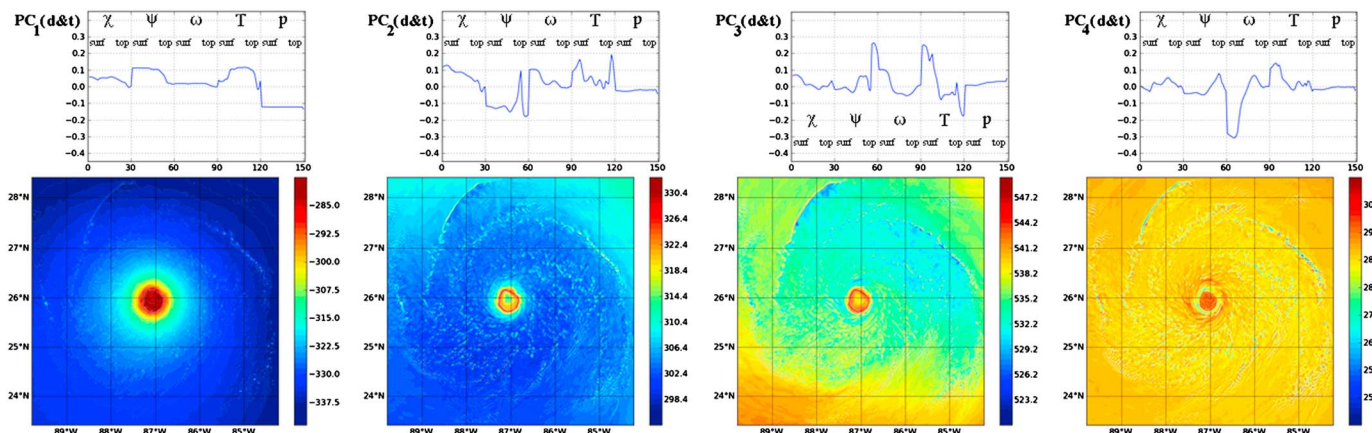 PC1(d&t) χ ψ ω T p
surf top surf top surf top surf top surf top
0.3
0.2
0.1
0.0
−0.1
−0.2
−0.3
−0.4
0 30 60 90 120 150
28°N
27°N
26°N
25°N
24°N
89°W 88°W 87°W 86°W 85°W
−285.0
−292.5
−300.0
−307.5
−315.0
−322.5
−330.0
−337.5
PC2(d&t) χ ψ ω T p
surf top surf top surf top surf top surf top
0.3
0.2
0.1
0.0
−0.1
−0.2
−0.3
−0.4
0 30 60 90 120 150
28°N
27°N
26°N
25°N
24°N
89°W 88°W 87°W 86°W 85°W
330.4
326.4
322.4
318.4
314.4
310.4
306.4
302.4
298.4
PC3(d&t)
0.3
0.2
0.1
0.0
−0.1
−0.2
−0.3
−0.4
χ ψ ω T p
surf top surf top surf top surf top surf top
0 30 60 90 120 150
28°N
27°N
26°N
25°N
24°N
89°W 88°W 87°W 86°W 85°W
547.2
544.2
541.2
538.2
535.2
532.2
529.2
526.2
523.2
520.2
PC4(d&t) χ ψ ω T p
surf top surf top surf top surf top surf top
0.3
0.2
0.1
0.0
−0.1
−0.2
−0.3
−0.4
0 30 60 90 120 150
28°N
27°N
26°N
25°N
24°N
89°W 88°W 87°W 86°W 85°W